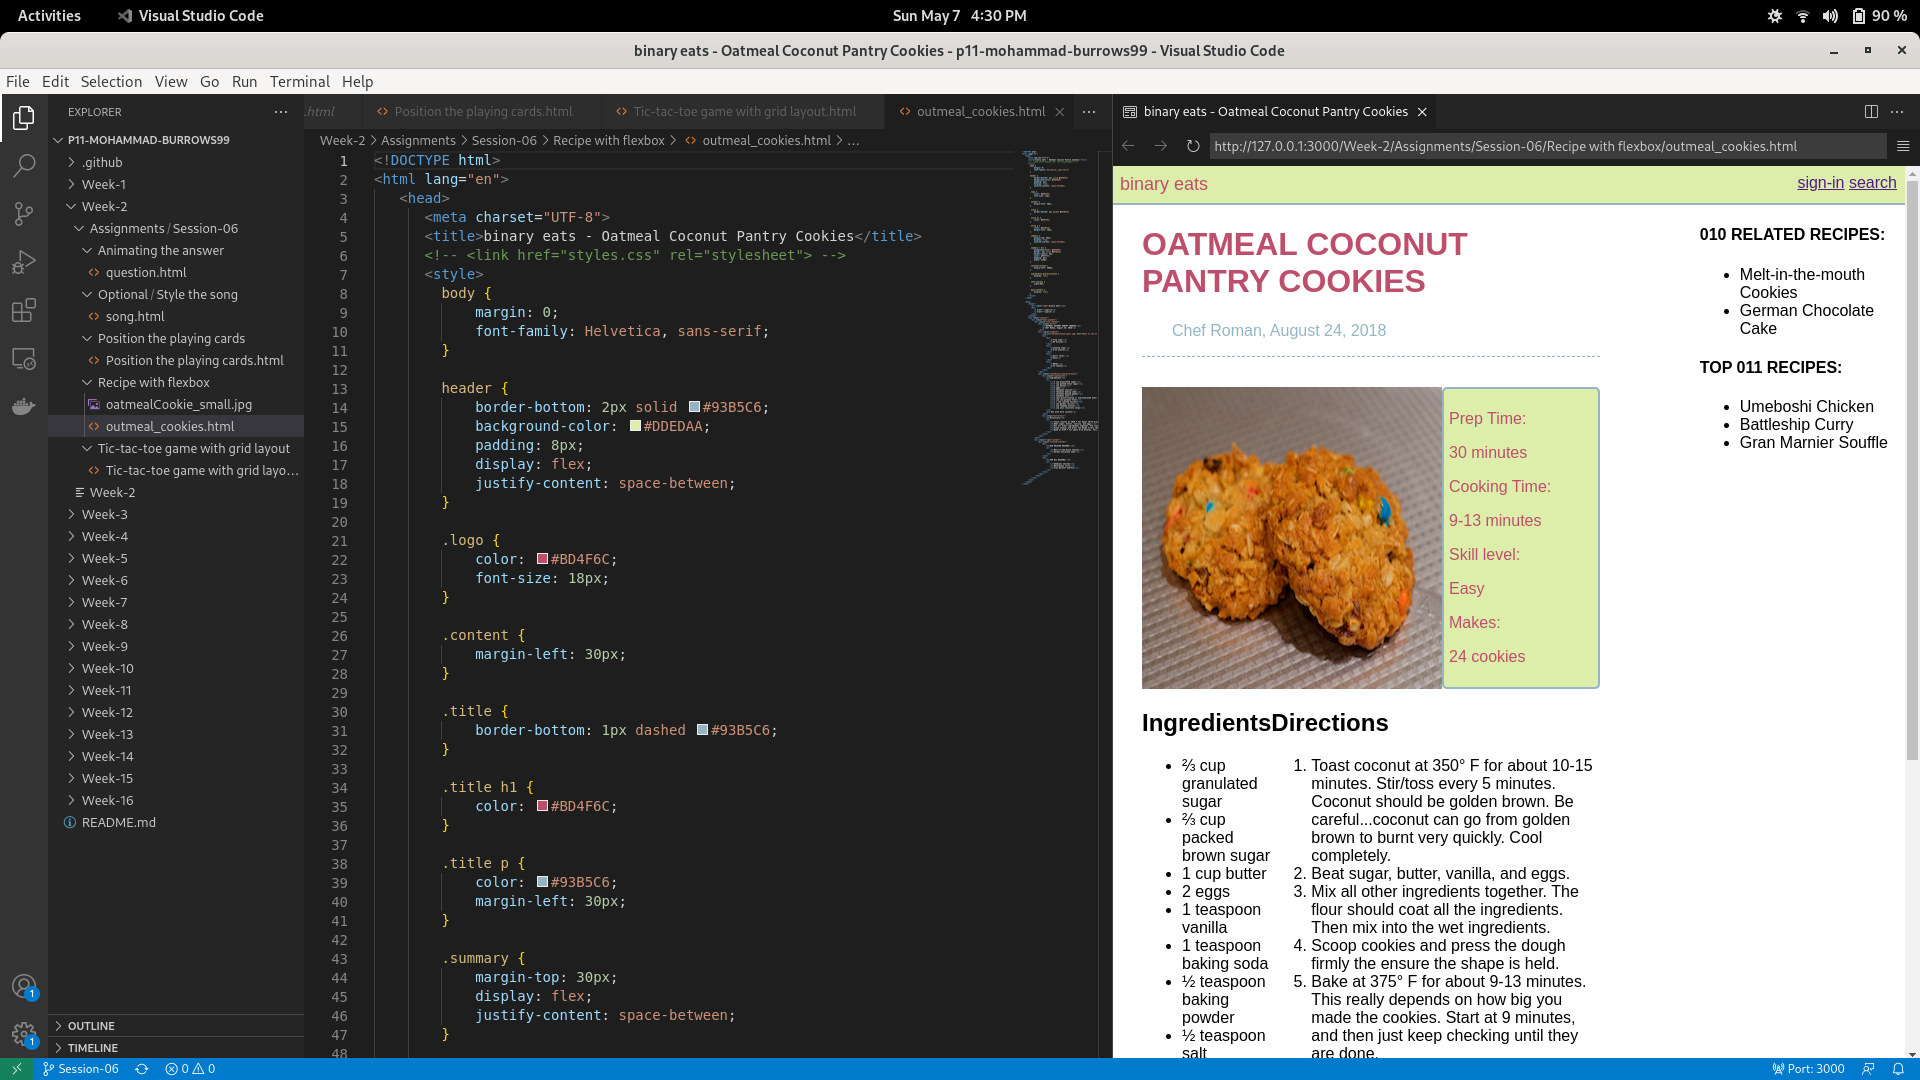 Activities
Visual Studio Code
Sun May 7 4:30 PM
90 %
binary eats - Oatmeal Coconut Pantry Cookies - p11-mohammad-burrows99 - Visual Studio Code
File Edit Selection View Go Run Terminal Help
EXPLORER
P11-MOHAMMAD-BURROWS99
.github
Week-1
Week-2
Assignments / Session-06
Animating the answer
question.html
Optional / Style the song
song.html
Position the playing cards
Position the playing cards.html
Recipe with flexbox
oatmealCookie_small.jpg
outmeal_cookies.html
Tic-tac-toe game with grid layout
Tic-tac-toe game with grid layo...
Week-2
Week-3
Week-4
Week-5
Week-6
Week-7
Week-8
Week-9
Week-10
Week-11
Week-12
Week-13
Week-14
Week-15
Week-16
README.md
OUTLINE
TIMELINE
.html
Position the playing cards.html
Tic-tac-toe game with grid layout.html
outmeal_cookies.html
Week-2 > Assignments > Session-06 > Recipe with flexbox > outmeal_cookies.html > ...
1 <!DOCTYPE html>
2 <html lang="en">
3 <head>
4 <meta charset="UTF-8">
5 <title>binary eats - Oatmeal Coconut Pantry Cookies</title>
6 <!-- <link href="styles.css" rel="stylesheet"> -->
7 <style>
8 body {
9 margin: 0;
10 font-family: Helvetica, sans-serif;
11 }
12
13 header {
14 border-bottom: 2px solid #93B5C6;
15 background-color: #DDEDAA;
16 padding: 8px;
17 display: flex;
18 justify-content: space-between;
19 }
20
21 .logo {
22 color: #BD4F6C;
23 font-size: 18px;
24 }
25
26 .content {
27 margin-left: 30px;
28 }
29
30 .title {
31 border-bottom: 1px dashed #93B5C6;
32 }
33
34 .title h1 {
35 color: #BD4F6C;
36 }
37
38 .title p {
39 color: #93B5C6;
40 margin-left: 30px;
41 }
42
43 .summary {
44 margin-top: 30px;
45 display: flex;
46 justify-content: space-between;
47 }
48
binary eats - Oatmeal Coconut Pantry Cookies
http://127.0.0.1:3000/Week-2/Assignments/Session-06/Recipe with flexbox/outmeal_cookies.html
binary eats
sign-in search
OATMEAL COCONUT
PANTRY COOKIES
Chef Roman, August 24, 2018
Prep Time:
30 minutes
Cooking Time:
9-13 minutes
Skill level:
Easy
Makes:
24 cookies
IngredientsDirections
• ⅔ cup
granulated
sugar
• ⅔ cup
packed
brown sugar
• 1 cup butter
• 2 eggs
• 1 teaspoon
vanilla
• 1 teaspoon
baking soda
• ½ teaspoon
baking
powder
• ½ teaspoon
salt
1. Toast coconut at 350° F for about 10-15
minutes. Stir/toss every 5 minutes.
Coconut should be golden brown. Be
careful...coconut can go from golden
brown to burnt very quickly. Cool
completely.
2. Beat sugar, butter, vanilla, and eggs.
3. Mix all other ingredients together. The
flour should coat all the ingredients.
Then mix into the wet ingredients.
4. Scoop cookies and press the dough
firmly the ensure the shape is held.
5. Bake at 375° F for about 9-13 minutes.
This really depends on how big you
made the cookies. Start at 9 minutes,
and then just keep checking until they
are done.
010 RELATED RECIPES:
• Melt-in-the-mouth
Cookies
• German Chocolate
Cake
TOP 011 RECIPES:
• Umeboshi Chicken
• Battleship Curry
• Gran Marnier Souffle
1
1
Session-06
0 0
Port: 3000